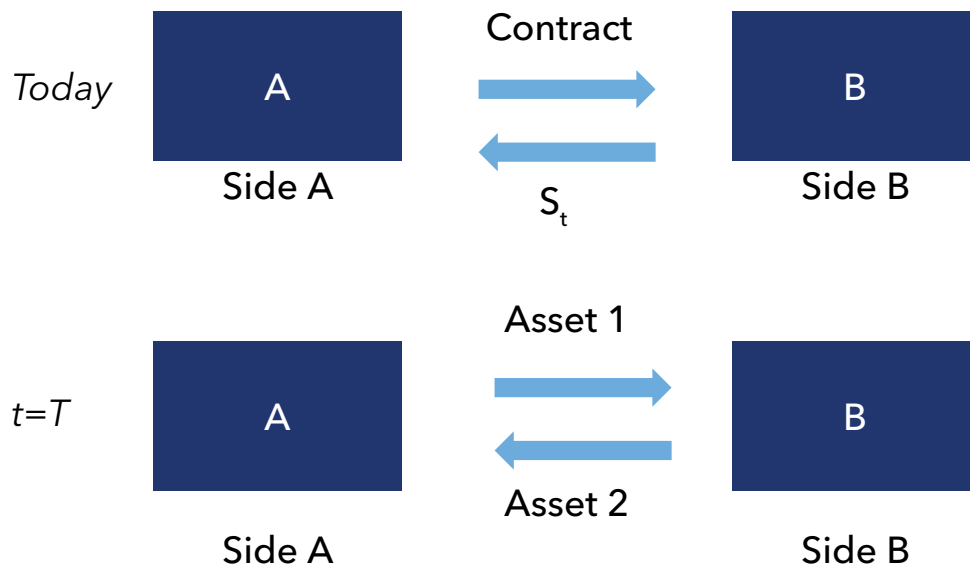 Contract
Today
A
B
Side A
S_t
Side B
Asset 1
t=T
A
B
Asset 2
Side A
Side B